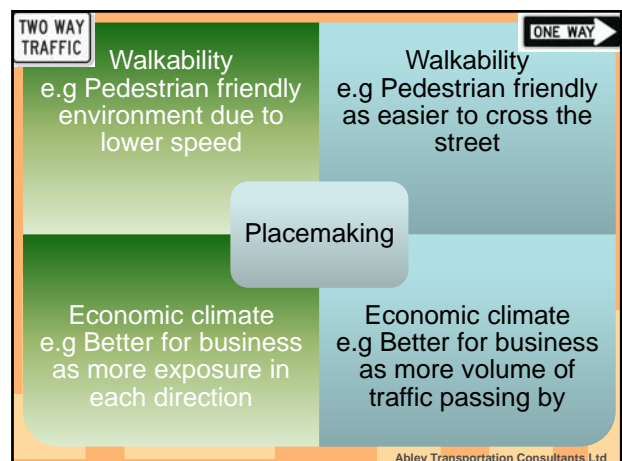 TWO WAY
TRAFFIC
ONE WAY
Walkability
e.g Pedestrian friendly
environment due to
lower speed
Walkability
e.g Pedestrian friendly
as easier to cross the
street
Placemaking
Economic climate
e.g Better for business
as more exposure in
each direction
Economic climate
e.g Better for business
as more volume of
traffic passing by
Abley Transportation Consultants Ltd